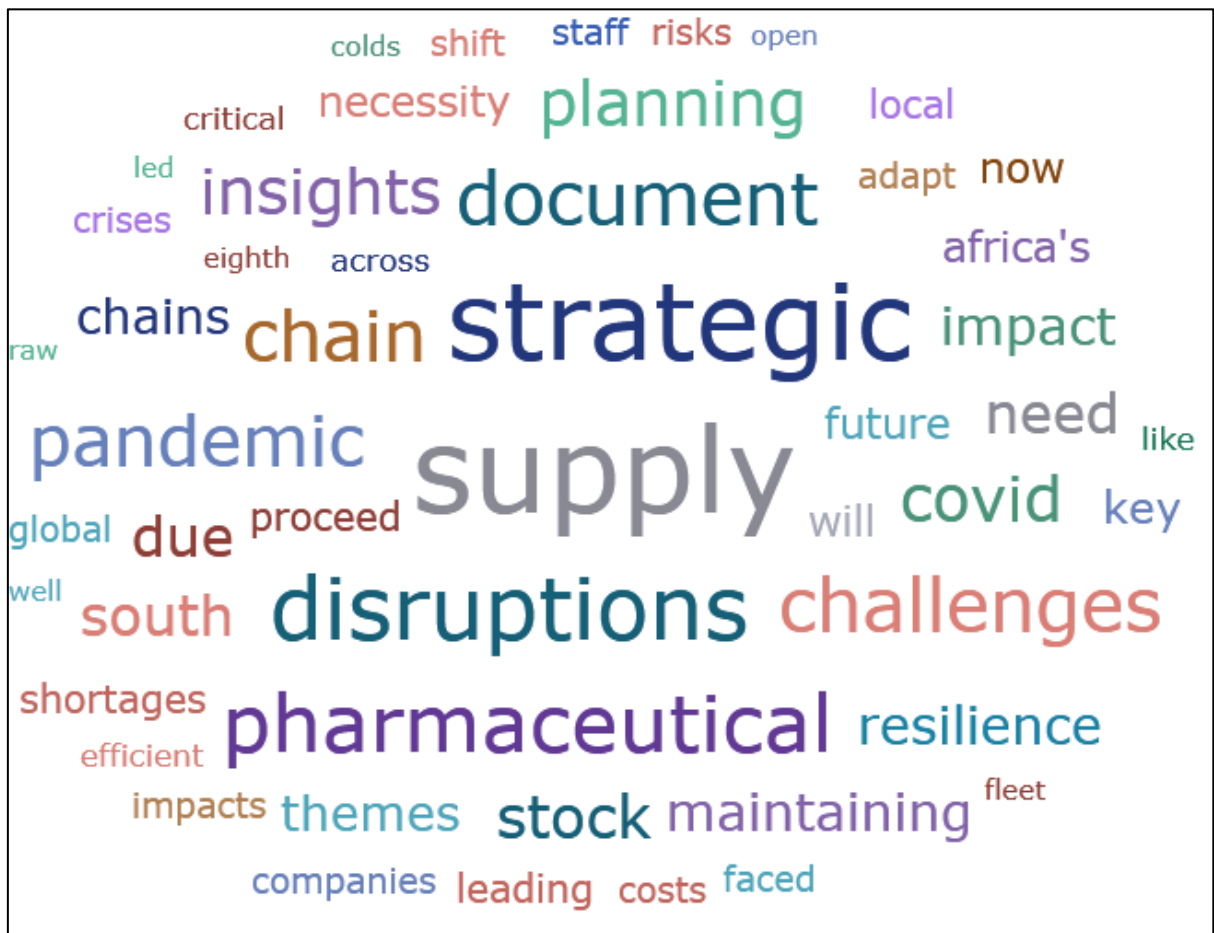 colds shift staff risks open
critical necessity planning local
led insights document adapt now
crises africa's
eighth across
chains chain strategic impact
raw
pandemic supply future need like
global due proceed will covid key
well south disruptions challenges
shortages pharmaceutical resilience
efficient
impacts themes stock maintaining fleet
companies leading costs faced